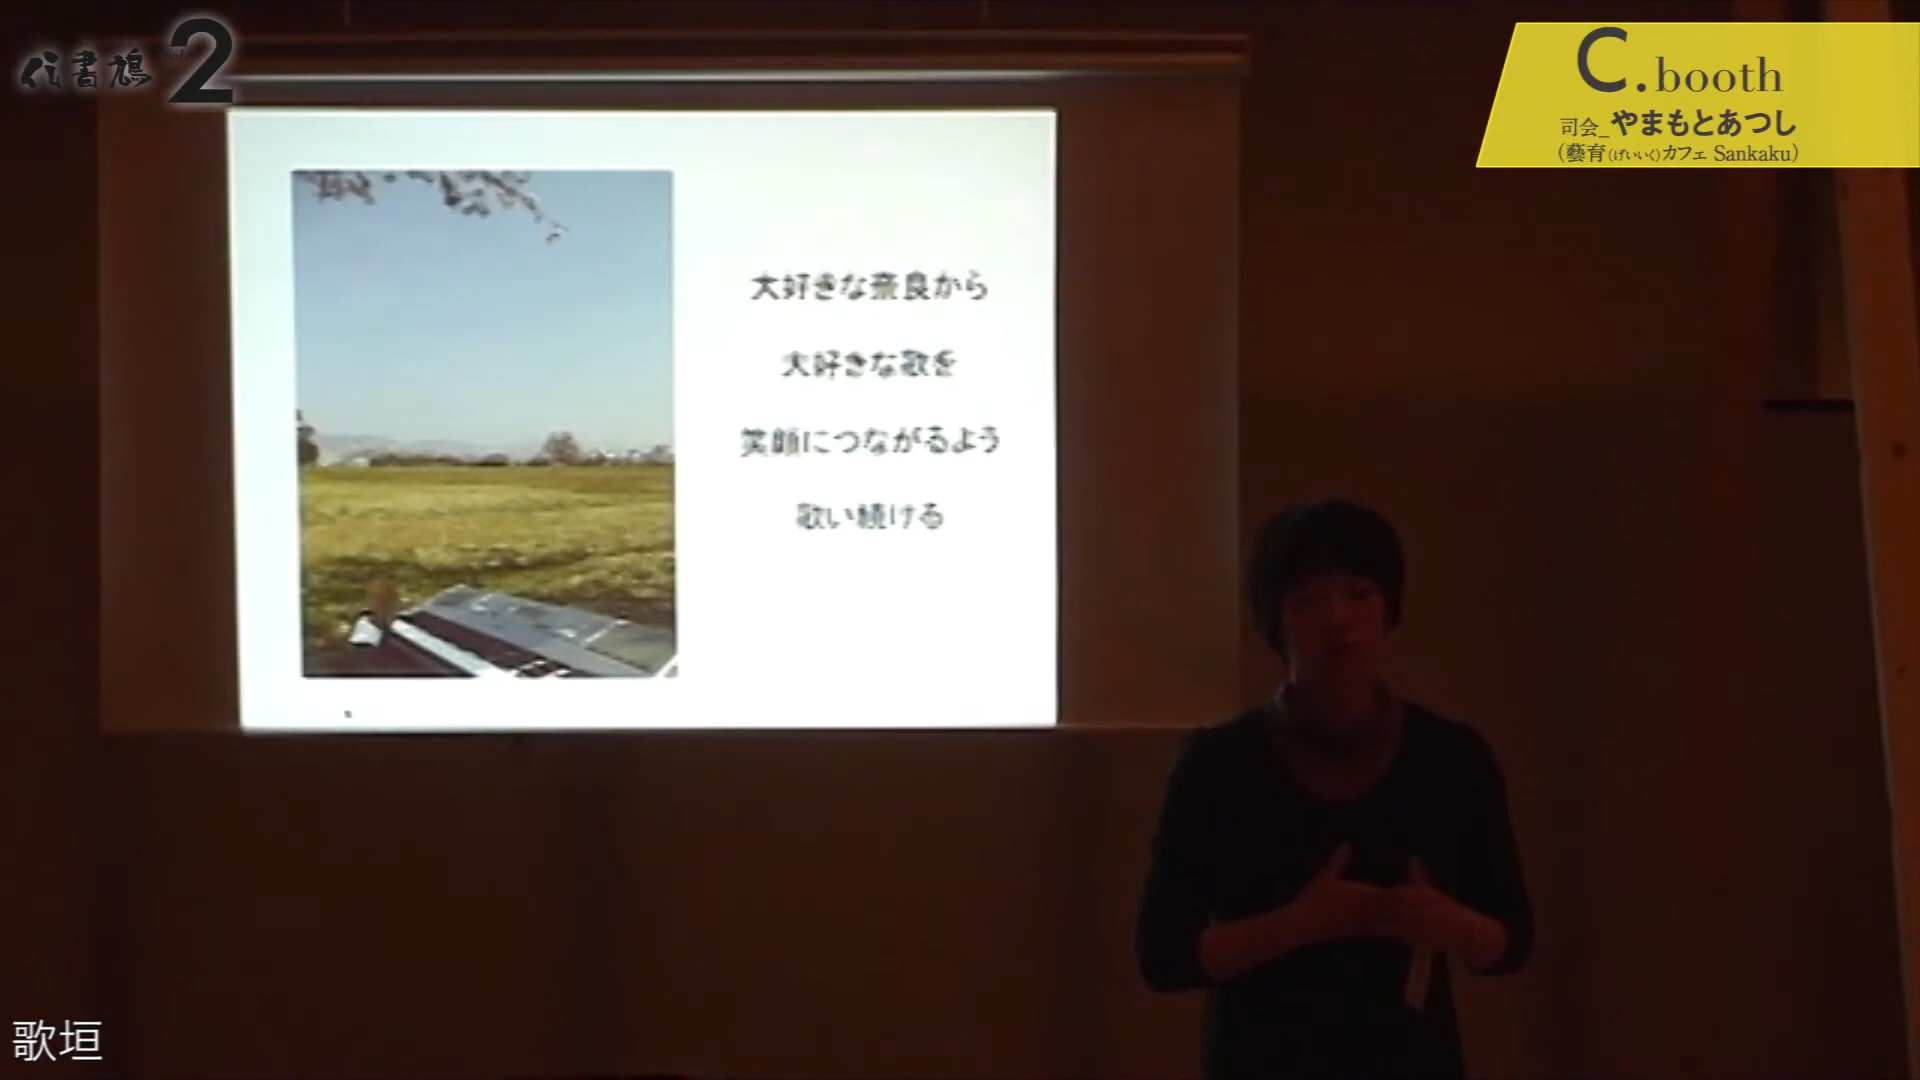 伝書鳩 vol 2
C.booth
司会_やまもとあつし
(藝育(げいいく)カフェ Sankaku)
大好きな奈良から
大好きな歌を
笑顔につながるよう
歌い続ける
歌垣